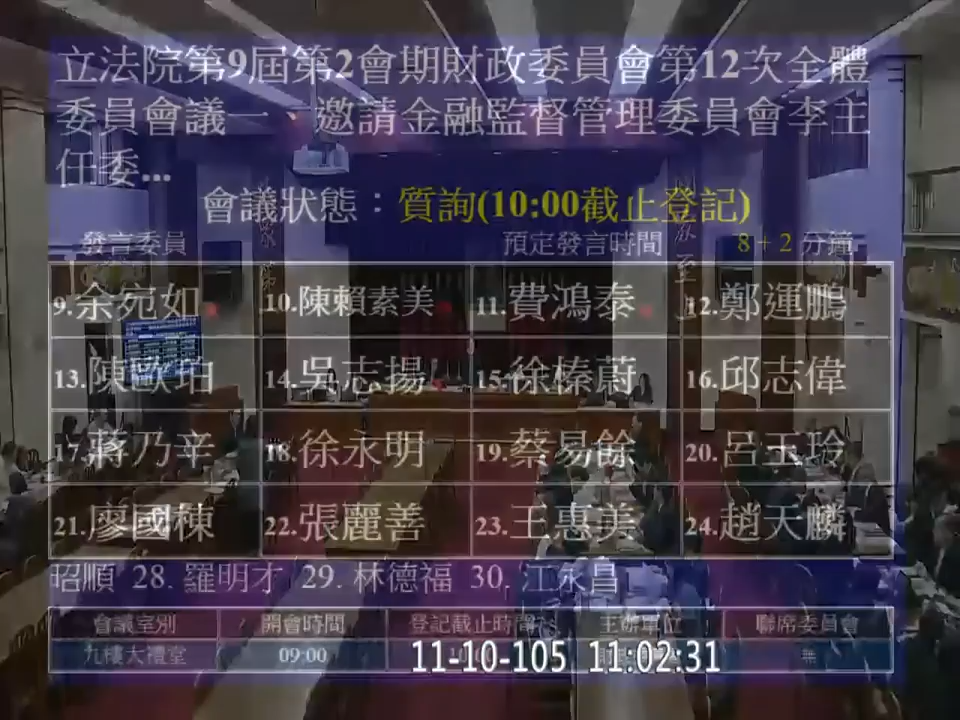 立法院第9屆第2會期財政委員會第12次全體
委員會議一 邀請金融監督管理委員會李主
任委...
會議狀態：質詢(10:00截止登記)
發言委員 預定發言時間 8+2 分鐘
9.余宛如 10.陳賴素美 11.費鴻泰 12.鄭運鵬
13.陳歐珀 14.吳志揚 15.徐榛蔚 16.邱志偉
17.蔣乃辛 18.徐永明 19.蔡易餘 20.呂玉玲
21.廖國棟 22.張麗善 23.王惠美 24.趙天麟
昭順 28. 羅明才 29. 林德福 30. 江永昌
會議室別 開會時間 登記截止時間 主辦單位 聯席委員會
九樓大禮堂 09:00 無
11-10-105 11:02:31